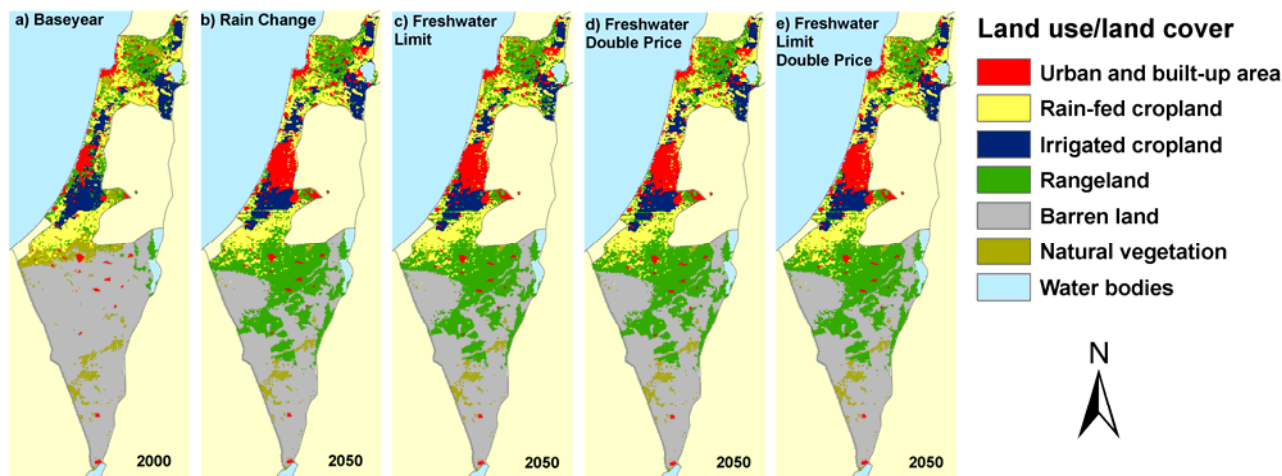 a) Baseyear
2000
b) Rain Change
2050
c) Freshwater
Limit
2050
d) Freshwater
Double Price
2050
e) Freshwater
Limit
Double Price
2050
Land use/land cover
Urban and built-up area
Rain-fed cropland
Irrigated cropland
Rangeland
Barren land
Natural vegetation
Water bodies
N